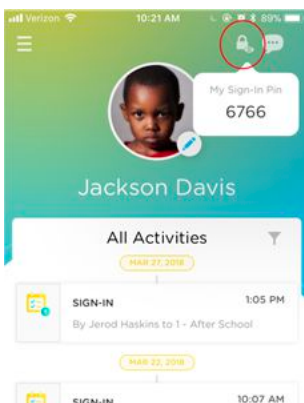 Verizon 10:21 AM 89%
My Sign-In Pin
6766
Jackson Davis
All Activities
MAR 27, 2018
SIGN-IN 1:05 PM
By Jerod Haskins to 1 - After School
MAR 22, 2018
SIGN-IN 10:07 AM